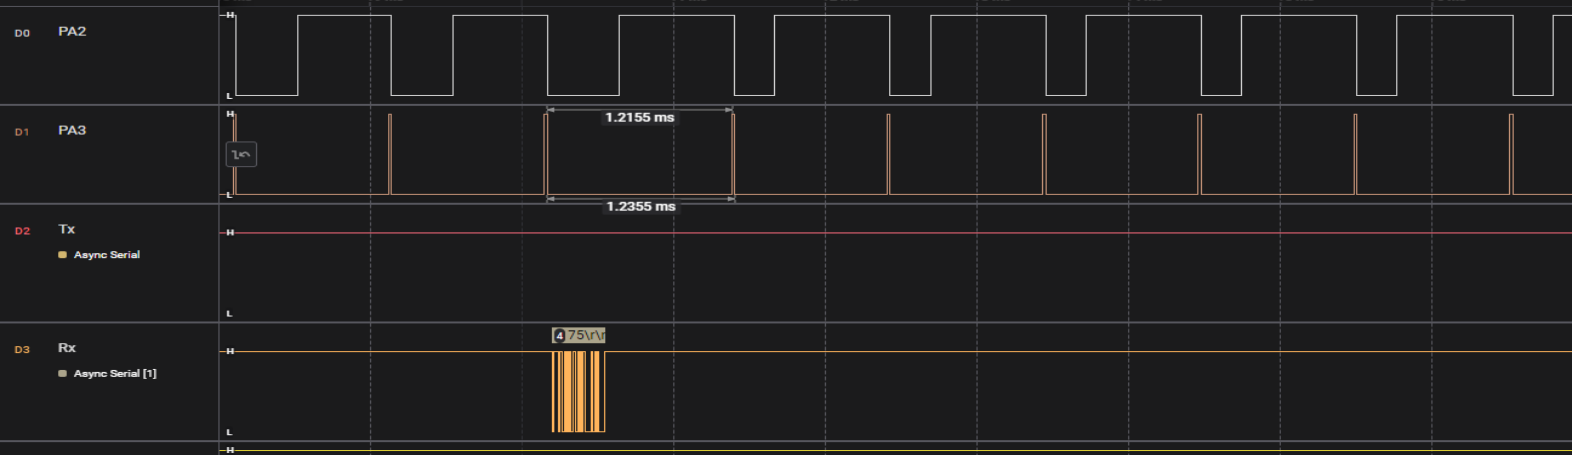 D0 PA2 H
L
D1 PA3 H
1.2155 ms
L
1.2355 ms
D2 Tx H
Async Serial
L
4 75\r\r
D3 Rx H
Async Serial [1]
L
H